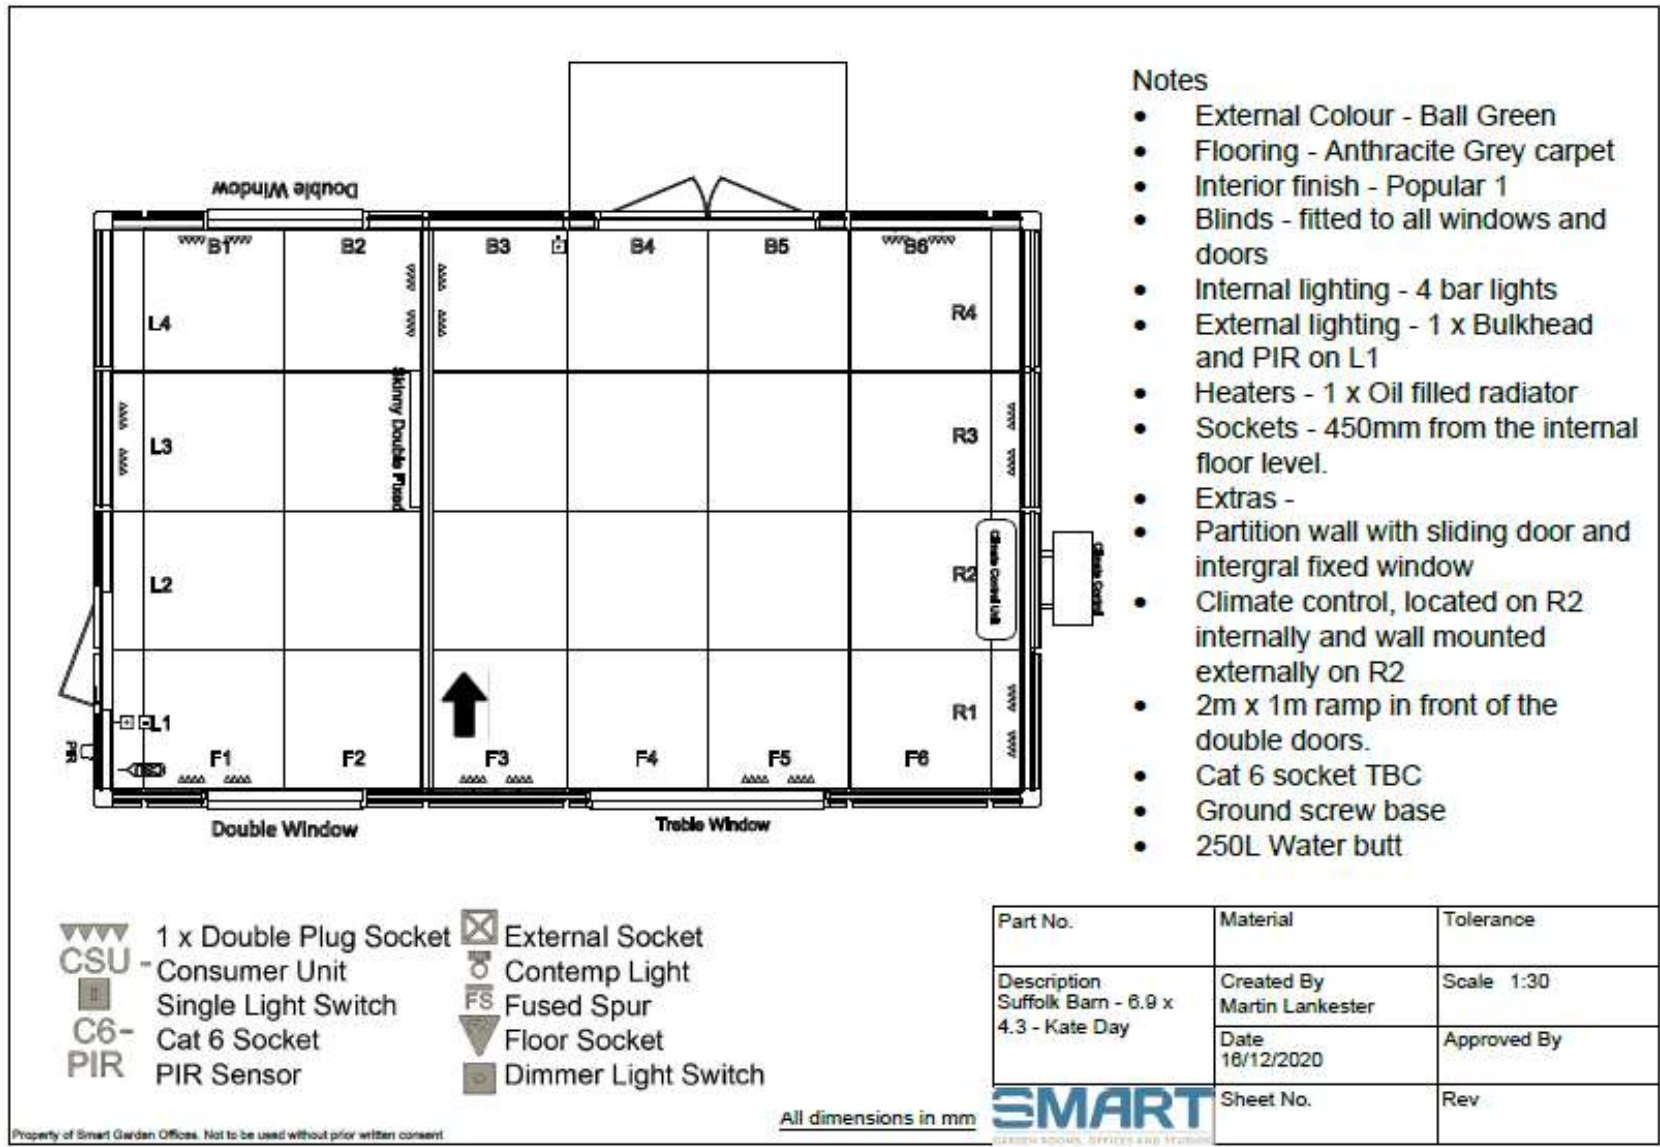 Notes
• External Colour - Ball Green
• Flooring - Anthracite Grey carpet
• Interior finish - Popular 1
• Blinds - fitted to all windows and
doors
• Internal lighting - 4 bar lights
• External lighting - 1 x Bulkhead
and PIR on L1
• Heaters - 1 x Oil filled radiator
• Sockets - 450mm from the internal
floor level.
• Extras -
• Partition wall with sliding door and
intergral fixed window
• Climate control, located on R2
internally and wall mounted
externally on R2
• 2m x 1m ramp in front of the
double doors.
• Cat 6 socket TBC
• Ground screw base
• 250L Water butt
Double Window
B1 B2 B3 B4 B5 B6
L4 R4
Skinny Double Fixed
L3 R3
L2 R2
Climate Control Unit
Climate Control
L1 R1
PIR
F1 F2 F3 F4 F5 F6
Double Window
Treble Window
1 x Double Plug Socket
CSU - Consumer Unit
Single Light Switch
C6- Cat 6 Socket
PIR PIR Sensor
External Socket
Contemp Light
FS Fused Spur
Floor Socket
Dimmer Light Switch
Part No.
Material
Tolerance
Description
Suffolk Barn - 6.9 x
4.3 - Kate Day
Created By
Martin Lankester
Scale 1:30
Date
16/12/2020
Approved By
Sheet No.
Rev
SMART
GARDEN ROOMS, OFFICES AND STUDIOS
All dimensions in mm
Property of Smart Garden Offices. Not to be used without prior written consent